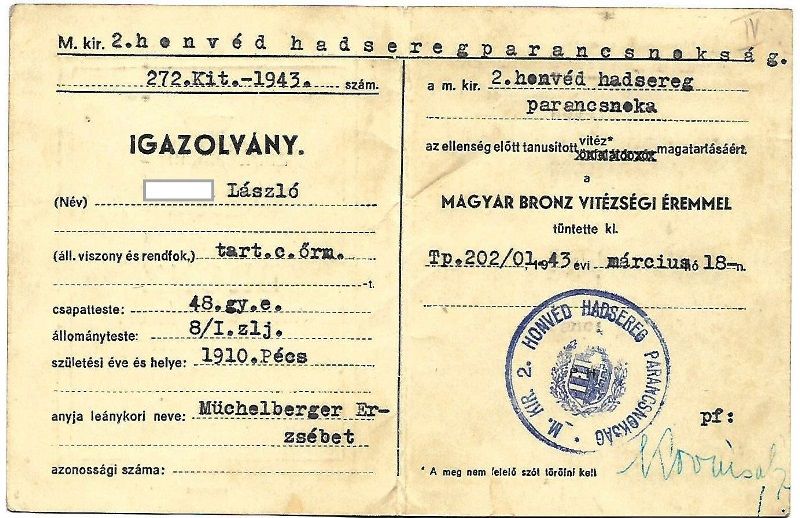 IV
M. kir. 2.honvéd hadseregparancsnokság.
272.Kit.-1943. szám.
IGAZOLVÁNY.
László
(Név)
(áll. viszony és rendfok.) tart.c.őrm.
-t.
csapatteste: 48.gy.e.
állományteste: 8/I.zlj.
születési éve és helye: 1910.Pécs
anyja leánykori neve: Müchelberger Er-
zsébet
azonossági száma:
a m. kir. 2.honvéd hadsereg
parancsnoka
az ellenség előtt tanusított vitéz* magatartásáért.
a
MAGYAR BRONZ VITÉZSÉGI ÉREMMEL
tüntette kl.
Tp.202/01.,1943 évi március hó 18-n.
M. KIR. 2. HONVÉD HADSEREG PARANCSNOKSÁG
pf:
* A meg nem felelő szót törölni kell